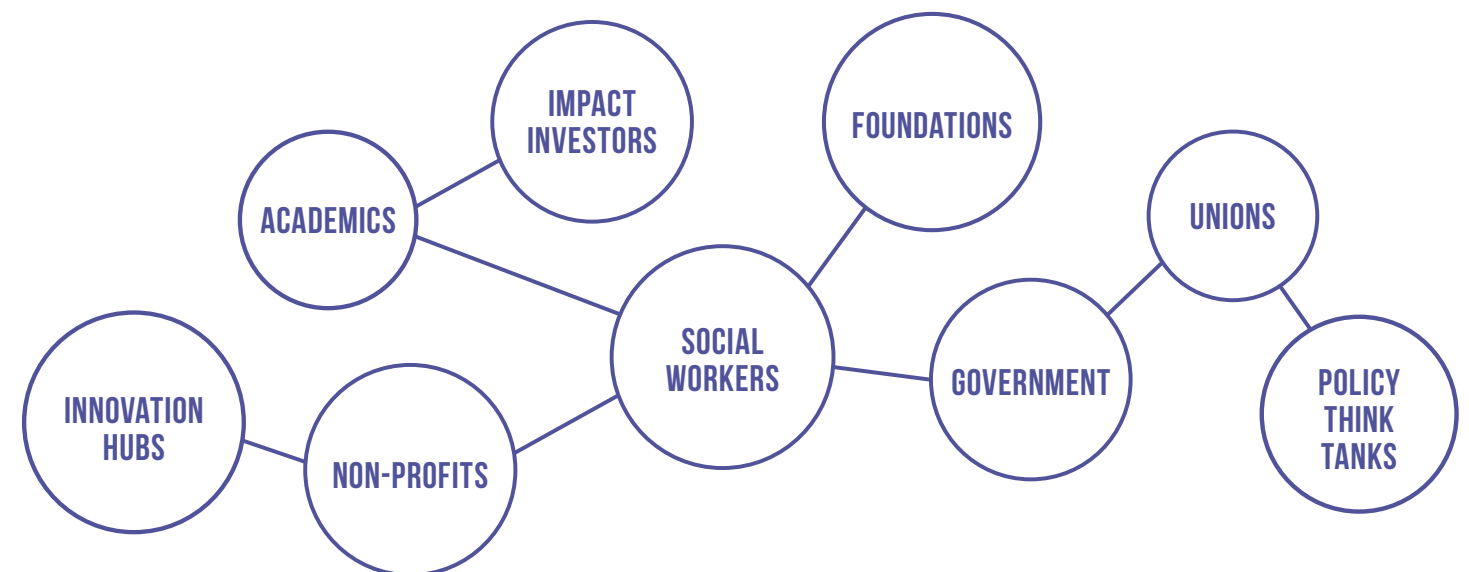 IMPACT
INVESTORS
FOUNDATIONS
ACADEMICS
UNIONS
SOCIAL
WORKERS
GOVERNMENT
POLICY
THINK
TANKS
INNOVATION
HUBS
NON-PROFITS